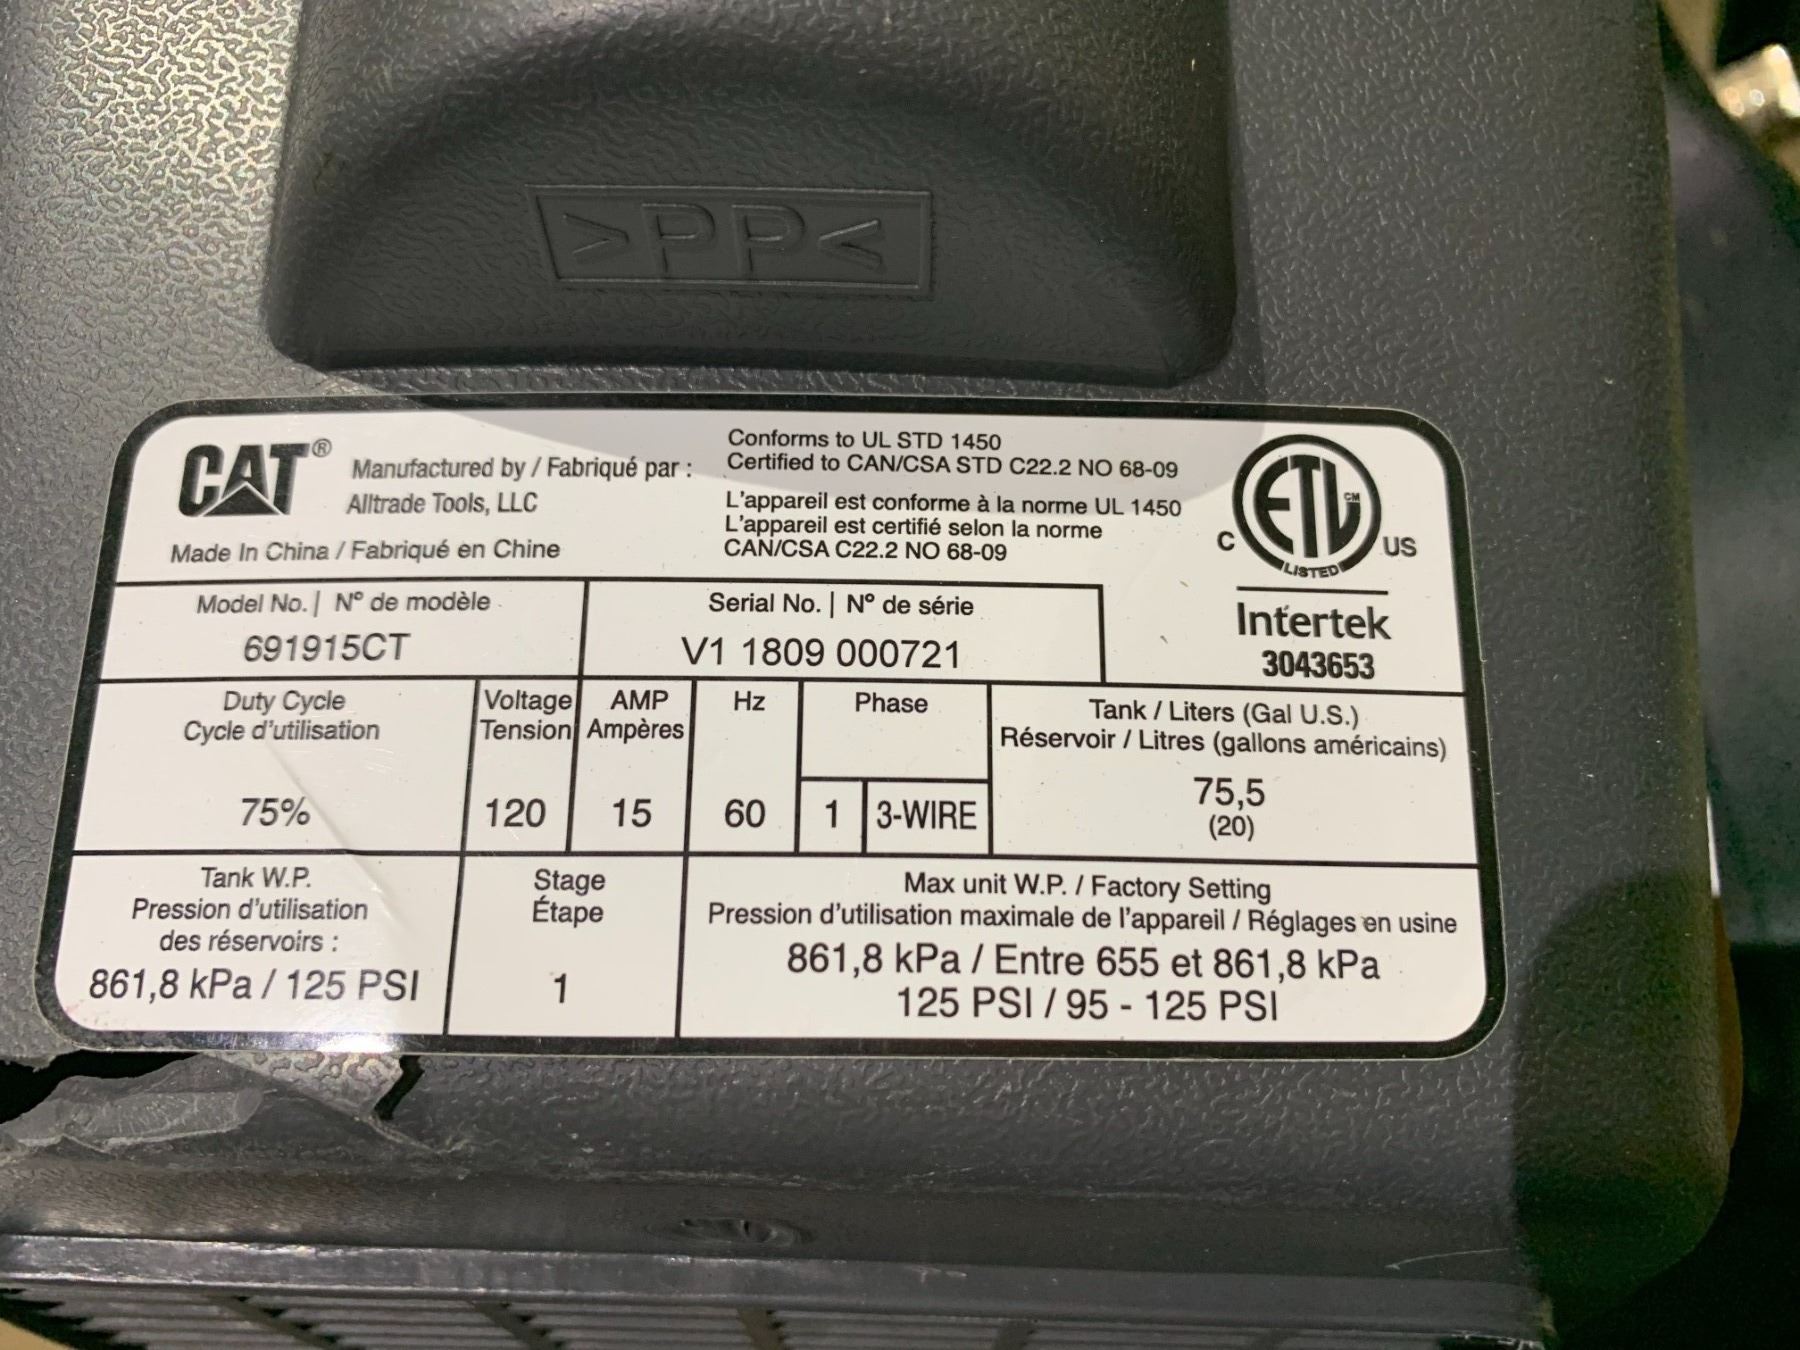 >PP<
CAT®
Manufactured by / Fabriqué par :
Alltrade Tools, LLC
Made In China / Fabriqué en Chine
Conforms to UL STD 1450
Certified to CAN/CSA STD C22.2 NO 68-09
L'appareil est conforme à la norme UL 1450
L'appareil est certifié selon la norme
CAN/CSA C22.2 NO 68-09
ETL CM
C US
LISTED
Intertek
3043653
Model No. | Nº de modèle
691915CT
Serial No. | Nº de série
V1 1809 000721
Duty Cycle
Cycle d'utilisation
75%
Voltage
Tension
120
AMP
Ampères
15
Hz
60
Phase
1 3-WIRE
Tank / Liters (Gal U.S.)
Réservoir / Litres (gallons américains)
75,5
(20)
Tank W.P.
Pression d'utilisation
des réservoirs :
861,8 kPa / 125 PSI
Stage
Étape
1
Max unit W.P. / Factory Setting
Pression d'utilisation maximale de l'appareil / Réglages en usine
861,8 kPa / Entre 655 et 861,8 kPa
125 PSI / 95 - 125 PSI